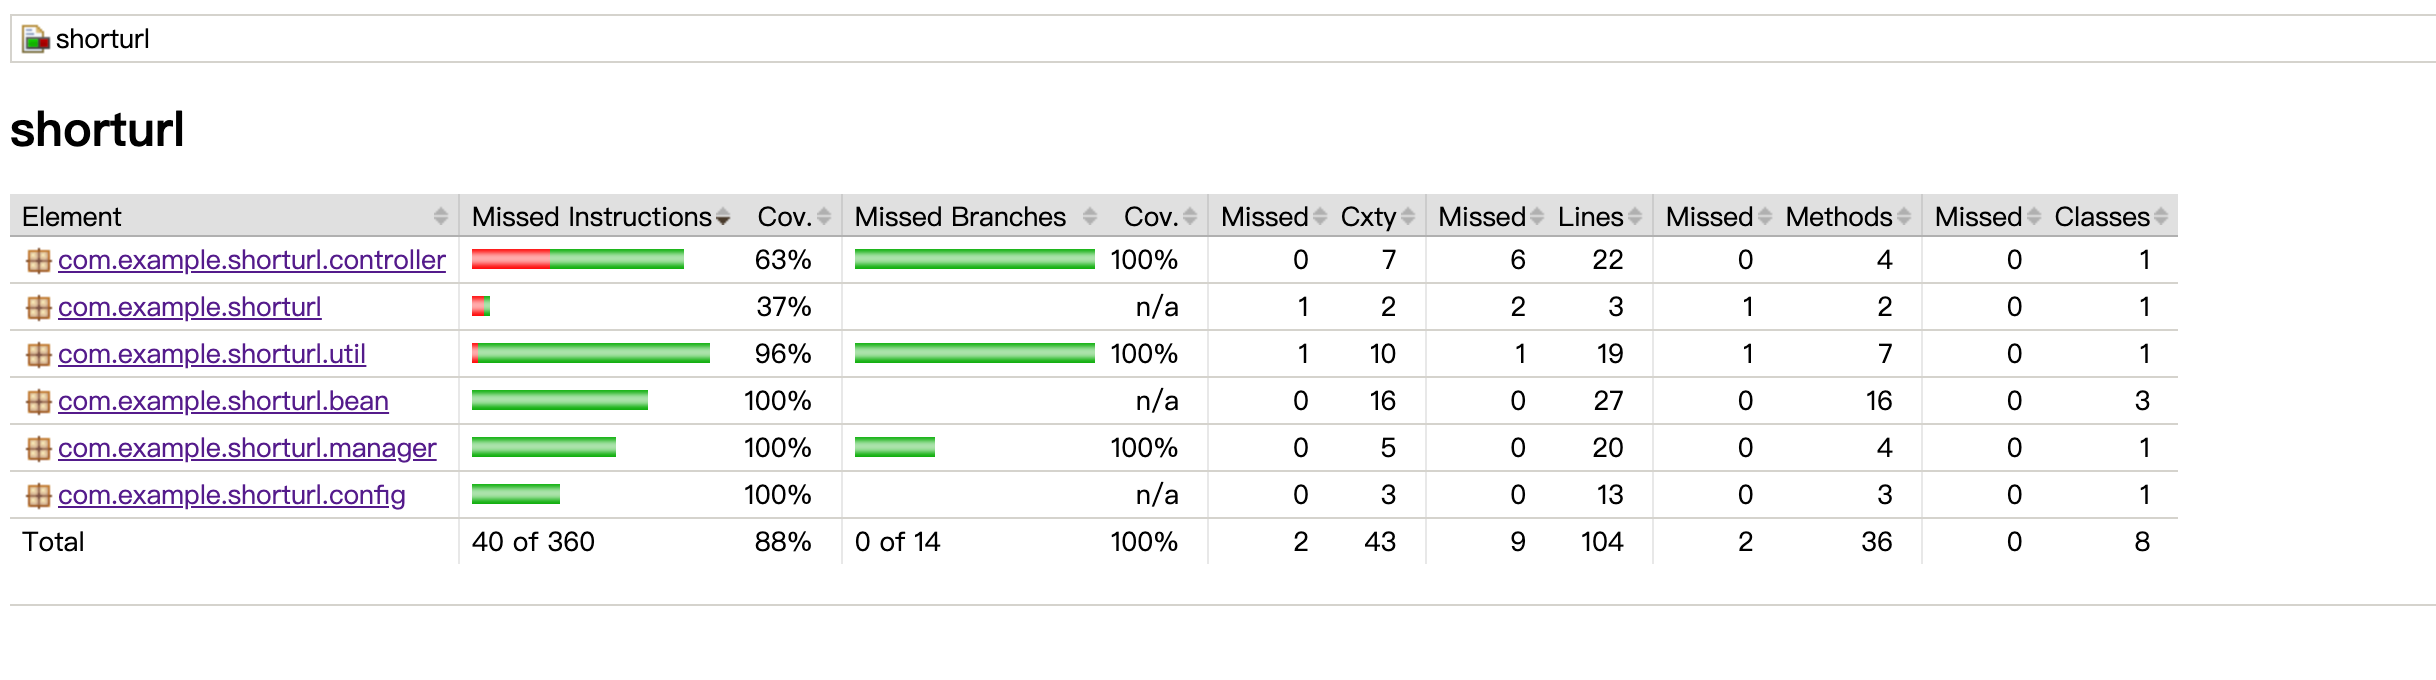 shorturl
shorturl
Element Missed Instructions Cov. Missed Branches Cov. Missed Cxty Missed Lines Missed Methods Missed Classes
com.example.shorturl.controller 63% 100% 0 7 6 22 0 4 0 1
com.example.shorturl 37% n/a 1 2 2 3 1 2 0 1
com.example.shorturl.util 96% 100% 1 10 1 19 1 7 0 1
com.example.shorturl.bean 100% n/a 0 16 0 27 0 16 0 3
com.example.shorturl.manager 100% 100% 0 5 0 20 0 4 0 1
com.example.shorturl.config 100% n/a 0 3 0 13 0 3 0 1
Total 40 of 360 88% 0 of 14 100% 2 43 9 104 2 36 0 8